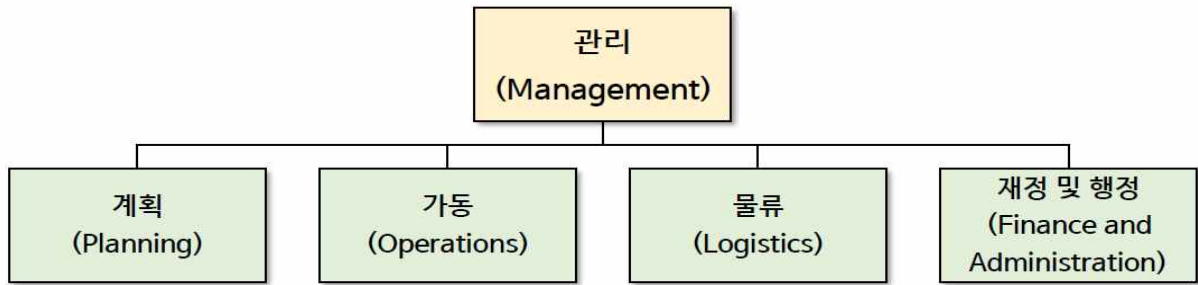 관리
(Management)
계획
(Planning)
가동
(Operations)
물류
(Logistics)
재정 및 행정
(Finance and
Administration)